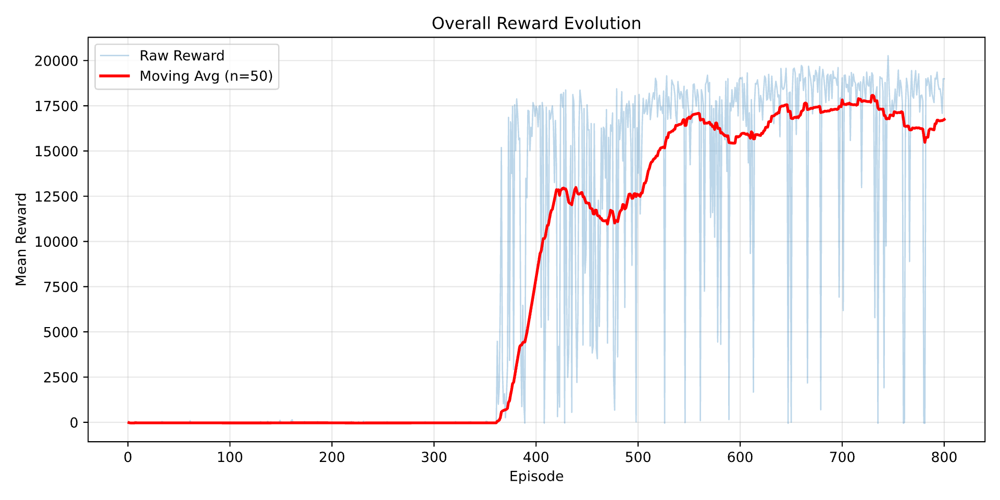 Overall Reward Evolution
Raw Reward
Moving Avg (n=50)
Mean Reward
20000
17500
15000
12500
10000
7500
5000
2500
0
0 100 200 300 400 500 600 700 800
Episode